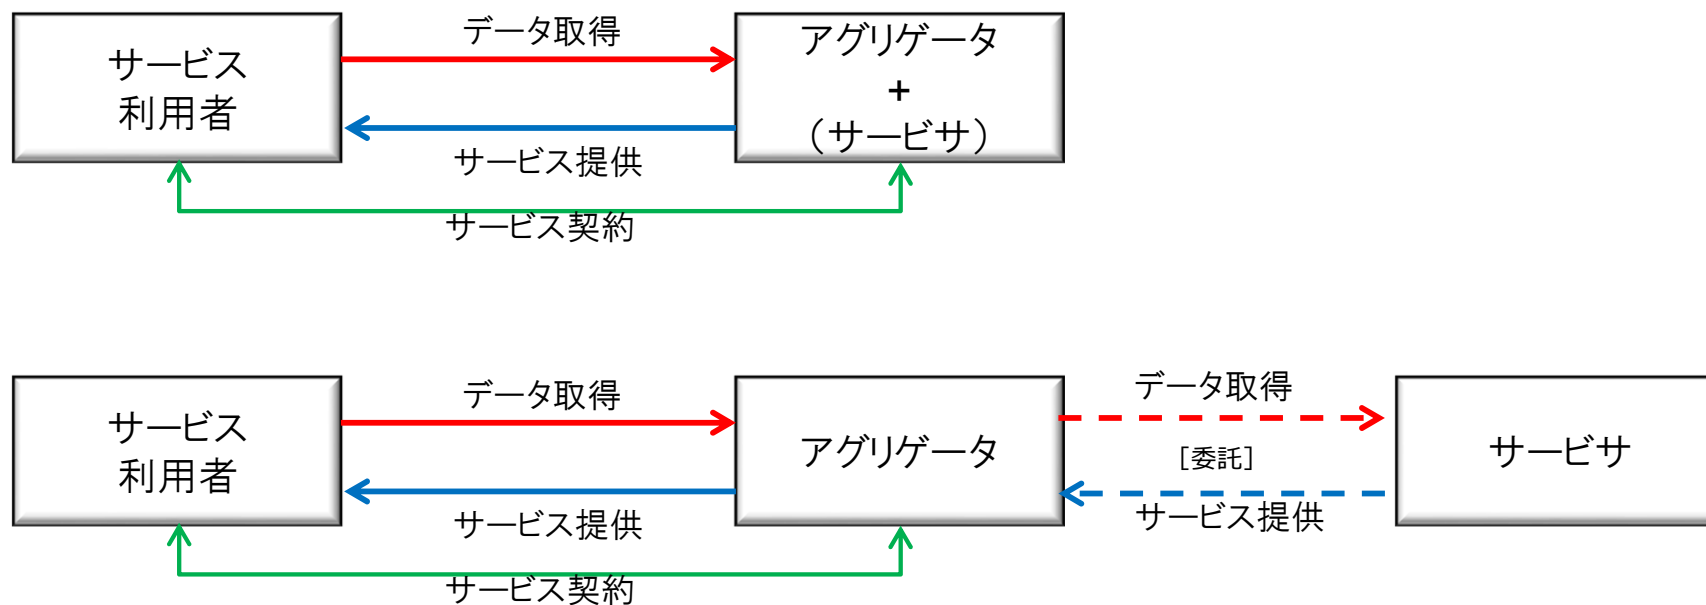 データ取得
サービス
利用者
アグリゲータ
+
（サービサ）
サービス提供
サービス契約
データ取得
サービス
利用者
アグリゲータ
データ取得
［委託］
サービサ
サービス提供
サービス提供
サービス契約